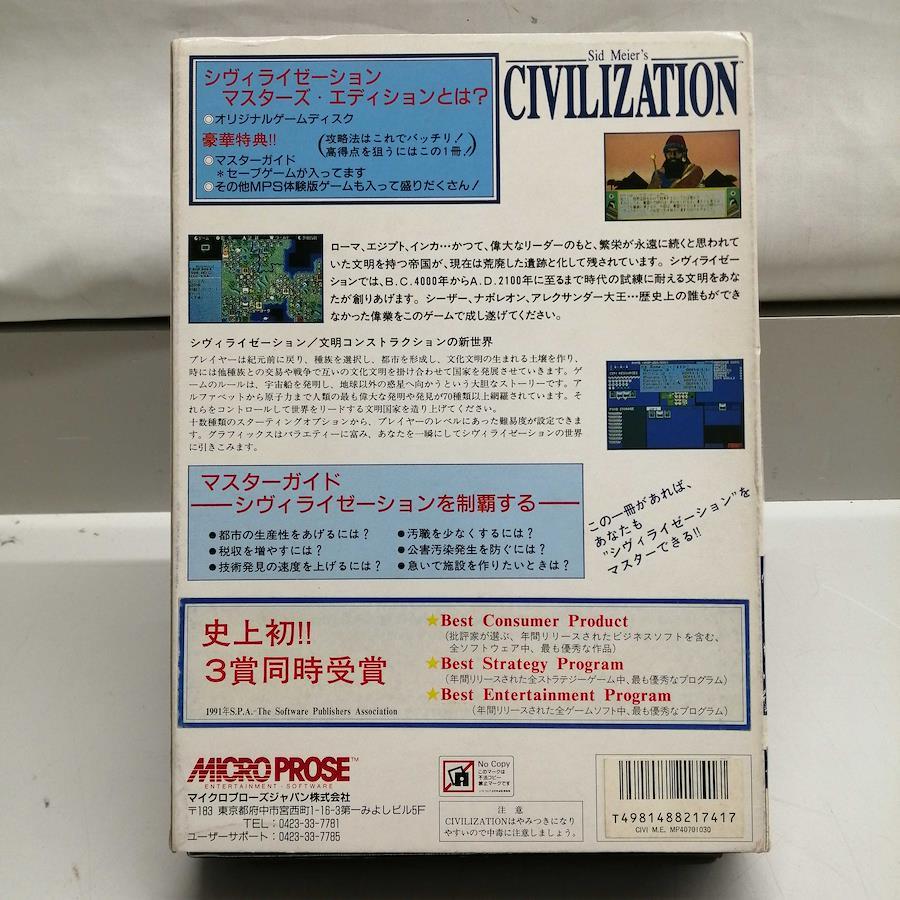 シヴィライゼーション
マスターズ・エディションとは?
◎オリジナルゲームディスク
豪華特典!!
(攻略法はこれでバッチリ!
高得点を狙うにはこの1冊!!)
◎マスターガイド
*セーブゲームが入ってます
◎その他MPS体験版ゲームも入って盛りだくさん!
Sid Meier's
CIVILIZATION™
ローマ、エジプト、インカ…かつて、偉大なリーダーのもと、繁栄が永遠に続くと思われて
いた文明を持つ帝国が、現在は荒廃した遺跡と化して残されています。シヴィライゼー
ションでは、B.C.4000年からA.D.2100年に至るまで時代の試練に耐える文明をあな
たが創りあげます。シーザー、ナポレオン、アレクサンダー大王…歴史上の誰もができ
なかった偉業をこのゲームで成し遂げてください。
シヴィライゼーション/文明コンストラクションの新世界
プレイヤーは紀元前に戻り、種族を選択し、都市を形成し、文化文明の生まれる土壌を作り、
時には他種族との交易や戦争で互いの文化文明を掛け合わせて国家を発展させていきます。ゲ
ームのルールは、宇宙船を発明し、地球以外の惑星へ向かうという大胆なストーリーです。ア
ルファベットから原子力まで人類の最も偉大な発明や発見が70種類以上網羅されています。そ
れらをコントロールして世界をリードする文明国家を造り上げてください。
十数種類のスターティングオプションから、プレイヤーのレベルにあった難易度が設定できま
す。グラフィックスはバラエティーに富み、あなたを一瞬にしてシヴィライゼーションの世界
に引きこみます。
マスターガイド
──シヴィライゼーションを制覇する──
●都市の生産性をあげるには?
●税収を増やすには?
●技術発見の速度を上げるには?
●汚職を少なくするには?
●公害汚染発生を防ぐには?
●急いで施設を作りたいときは?
この一冊があれば、
あなたも
"シヴィライゼーション"を
マスターできる!!
史上初!!
3賞同時受賞
1991年S.P.A.-The Software Publishers Association
★Best Consumer Product
(批評家が選ぶ、年間リリースされたビジネスソフトを含む、
全ソフトウェア中、最も優秀な作品)
★Best Strategy Program
(年間リリースされた全ストラテジーゲーム中、最も優秀なプログラム)
★Best Entertainment Program
(年間リリースされた全ゲームソフト中、最も優秀なプログラム)
MICRO PROSE™
ENTERTAINMENT · SOFTWARE
マイクロプローズジャパン株式会社
〒183 東京都府中市宮西町1-16-3第一みよしビル5F
TEL:0423-33-7781
ユーザーサポート:0423-33-7785
No Copy
このマークは
不法コピー
禁止マークです
注 意
CIVILIZATIONはやみつきになり
やすいので中毒に注意しましょう。
T4981488217417
CIVI M.E. MP40701030